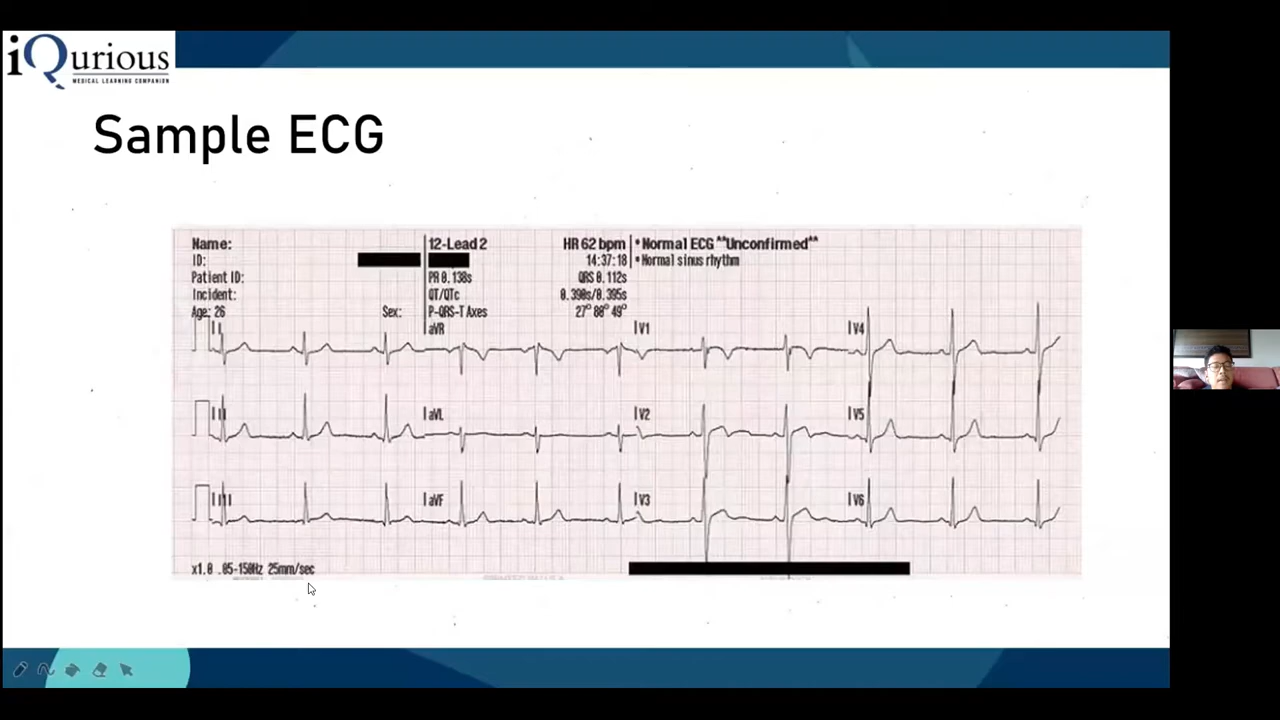 iQurious
MEDICAL LEARNING COMPANION
Sample ECG
Name:
ID:
Patient ID:
Incident:
Age: 26
Sex:
12-Lead 2
PR 0.138s
QT/QTc
P-QRS-T Axes
aVR
HR 62 bpm
14:37:18
QRS 0.112s
0.390s/0.395s
27° 88° 49°
• Normal ECG **Unconfirmed**
• Normal sinus rhythm
I
V1
V4
II
aVL
V2
V5
III
aVF
V3
V6
x1.0 .05-150Hz 25mm/sec